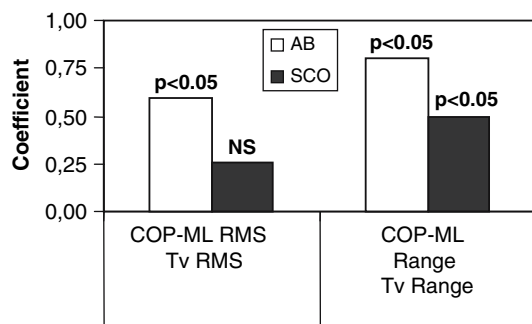 1,00
0,75
0,50
0,25
0,00
Coefficient
AB
SCO
p<0.05
NS
p<0.05
p<0.05
COP-ML RMS
Tv RMS
COP-ML
Range
Tv Range